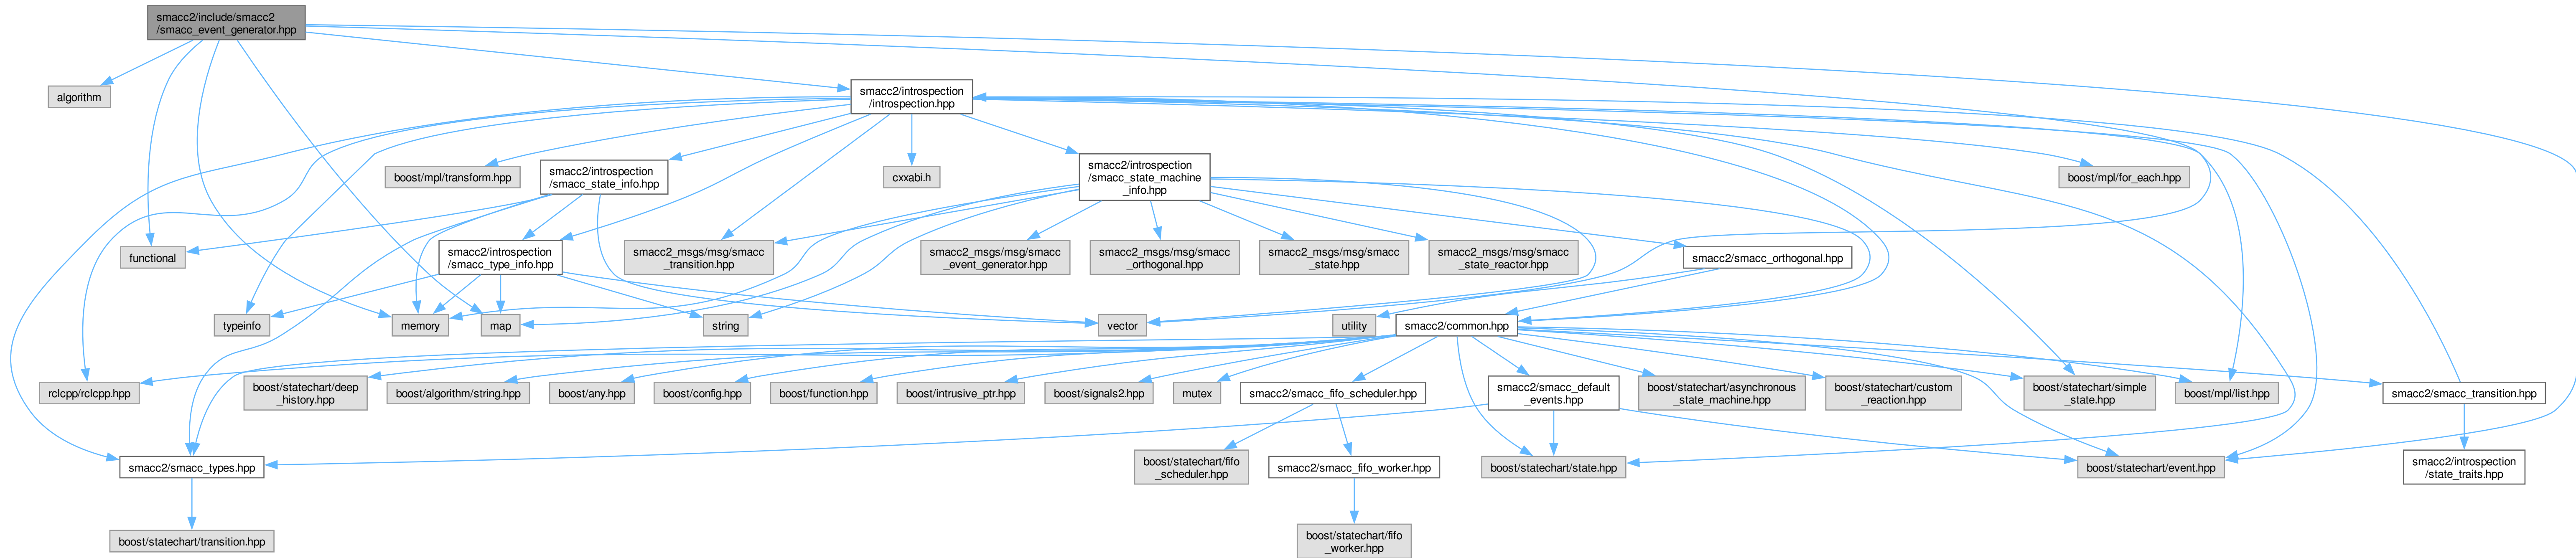 smacc2/include/smacc2
/smacc_event_generator.hpp
algorithm
smacc2/introspection
/introspection.hpp
boost/mpl/transform.hpp
smacc2/introspection
/smacc_state_info.hpp
cxxabi.h
smacc2/introspection
/smacc_state_machine
_info.hpp
boost/mpl/for_each.hpp
functional
smacc2/introspection
/smacc_type_info.hpp
smacc2_msgs/msg/smacc
_transition.hpp
smacc2_msgs/msg/smacc
_event_generator.hpp
smacc2_msgs/msg/smacc
_orthogonal.hpp
smacc2_msgs/msg/smacc
_state.hpp
smacc2_msgs/msg/smacc
_state_reactor.hpp
smacc2/smacc_orthogonal.hpp
typeinfo
memory
map
string
vector
utility
smacc2/common.hpp
rclcpp/rclcpp.hpp
boost/statechart/deep
_history.hpp
boost/algorithm/string.hpp
boost/any.hpp
boost/config.hpp
boost/function.hpp
boost/intrusive_ptr.hpp
boost/signals2.hpp
mutex
smacc2/smacc_fifo_scheduler.hpp
smacc2/smacc_default
_events.hpp
boost/statechart/asynchronous
_state_machine.hpp
boost/statechart/custom
_reaction.hpp
boost/statechart/simple
_state.hpp
boost/mpl/list.hpp
smacc2/smacc_transition.hpp
smacc2/smacc_types.hpp
boost/statechart/fifo
_scheduler.hpp
smacc2/smacc_fifo_worker.hpp
boost/statechart/state.hpp
boost/statechart/event.hpp
smacc2/introspection
/state_traits.hpp
boost/statechart/transition.hpp
boost/statechart/fifo
_worker.hpp